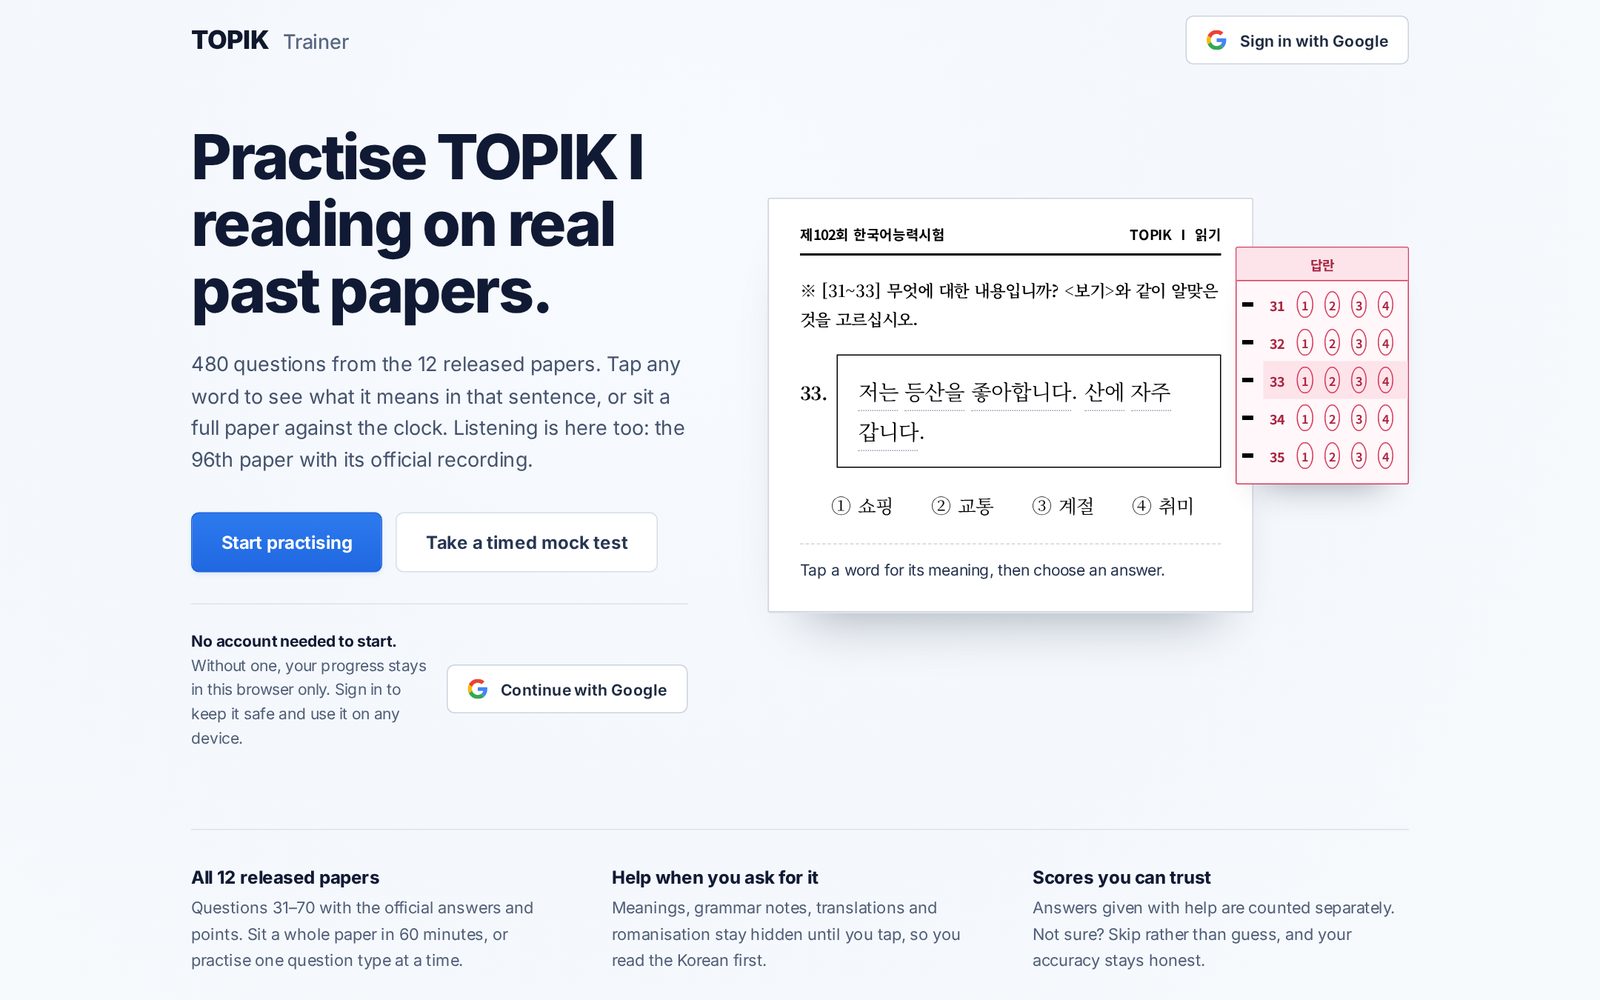 TOPIK Trainer
Sign in with Google
Practise TOPIK I
reading on real
past papers.
480 questions from the 12 released papers. Tap any
word to see what it means in that sentence, or sit a
full paper against the clock. Listening is here too: the
96th paper with its official recording.
Start practising
Take a timed mock test
No account needed to start.
Without one, your progress stays
in this browser only. Sign in to
keep it safe and use it on any
device.
Continue with Google
제102회 한국어능력시험
TOPIK I 읽기
※ [31~33] 무엇에 대한 내용입니까? <보기>와 같이 알맞은
것을 고르십시오.
33.
저는 등산을 좋아합니다. 산에 자주
갑니다.
① 쇼핑 ② 교통 ③ 계절 ④ 취미
Tap a word for its meaning, then choose an answer.
답란
31 1 2 3 4
32 1 2 3 4
33 1 2 3 4
34 1 2 3 4
35 1 2 3 4
All 12 released papers
Questions 31–70 with the official answers and
points. Sit a whole paper in 60 minutes, or
practise one question type at a time.
Help when you ask for it
Meanings, grammar notes, translations and
romanisation stay hidden until you tap, so you
read the Korean first.
Scores you can trust
Answers given with help are counted separately.
Not sure? Skip rather than guess, and your
accuracy stays honest.